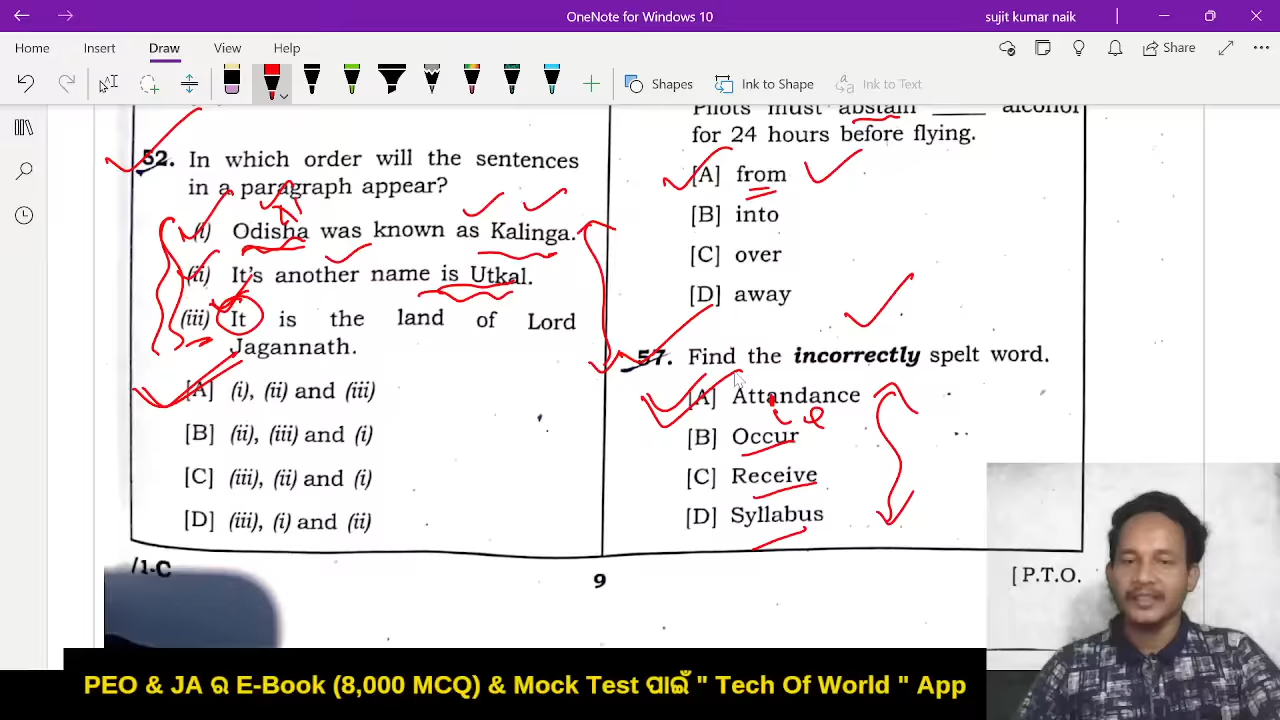 OneNote for Windows 10
sujit kumar naik
Home Insert Draw View Help
Share
Shapes
Ink to Shape
Ink to Text
52. In which order will the sentences
in a paragraph appear?
(i) Odisha was known as Kalinga.
(ii) It's another name is Utkal.
(iii) It is the land of Lord
Jagannath.
[A] (i), (ii) and (iii)
[B] (ii), (iii) and (i)
[C] (iii), (ii) and (i)
[D] (iii), (i) and (ii)
/1-C
9
Pilots must abstain ____ alcohol
for 24 hours before flying.
[A] from
[B] into
[C] over
[D] away
57. Find the incorrectly spelt word.
[A] Attandance
i e
[B] Occur
[C] Receive
[D] Syllabus
[ P.T.O.
PEO & JA ର E-Book (8,000 MCQ) & Mock Test ପାଇଁ " Tech Of World " App